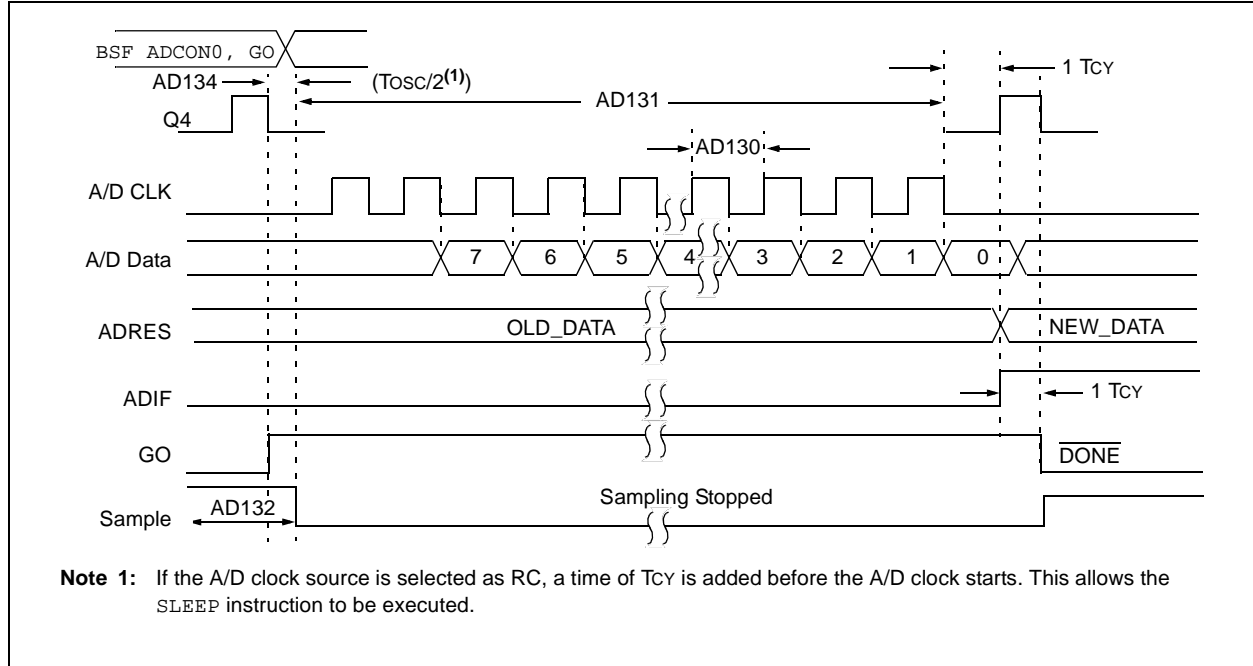 BSF ADCON0, GO
AD134
(TOSC/2(1))
AD131
1 TCY
Q4
AD130
A/D CLK
A/D Data
7
6
5
4
3
2
1
0
ADRES
OLD_DATA
NEW_DATA
ADIF
1 TCY
GO
DONE
Sampling Stopped
AD132
Sample
Note 1: If the A/D clock source is selected as RC, a time of TCY is added before the A/D clock starts. This allows the
SLEEP instruction to be executed.